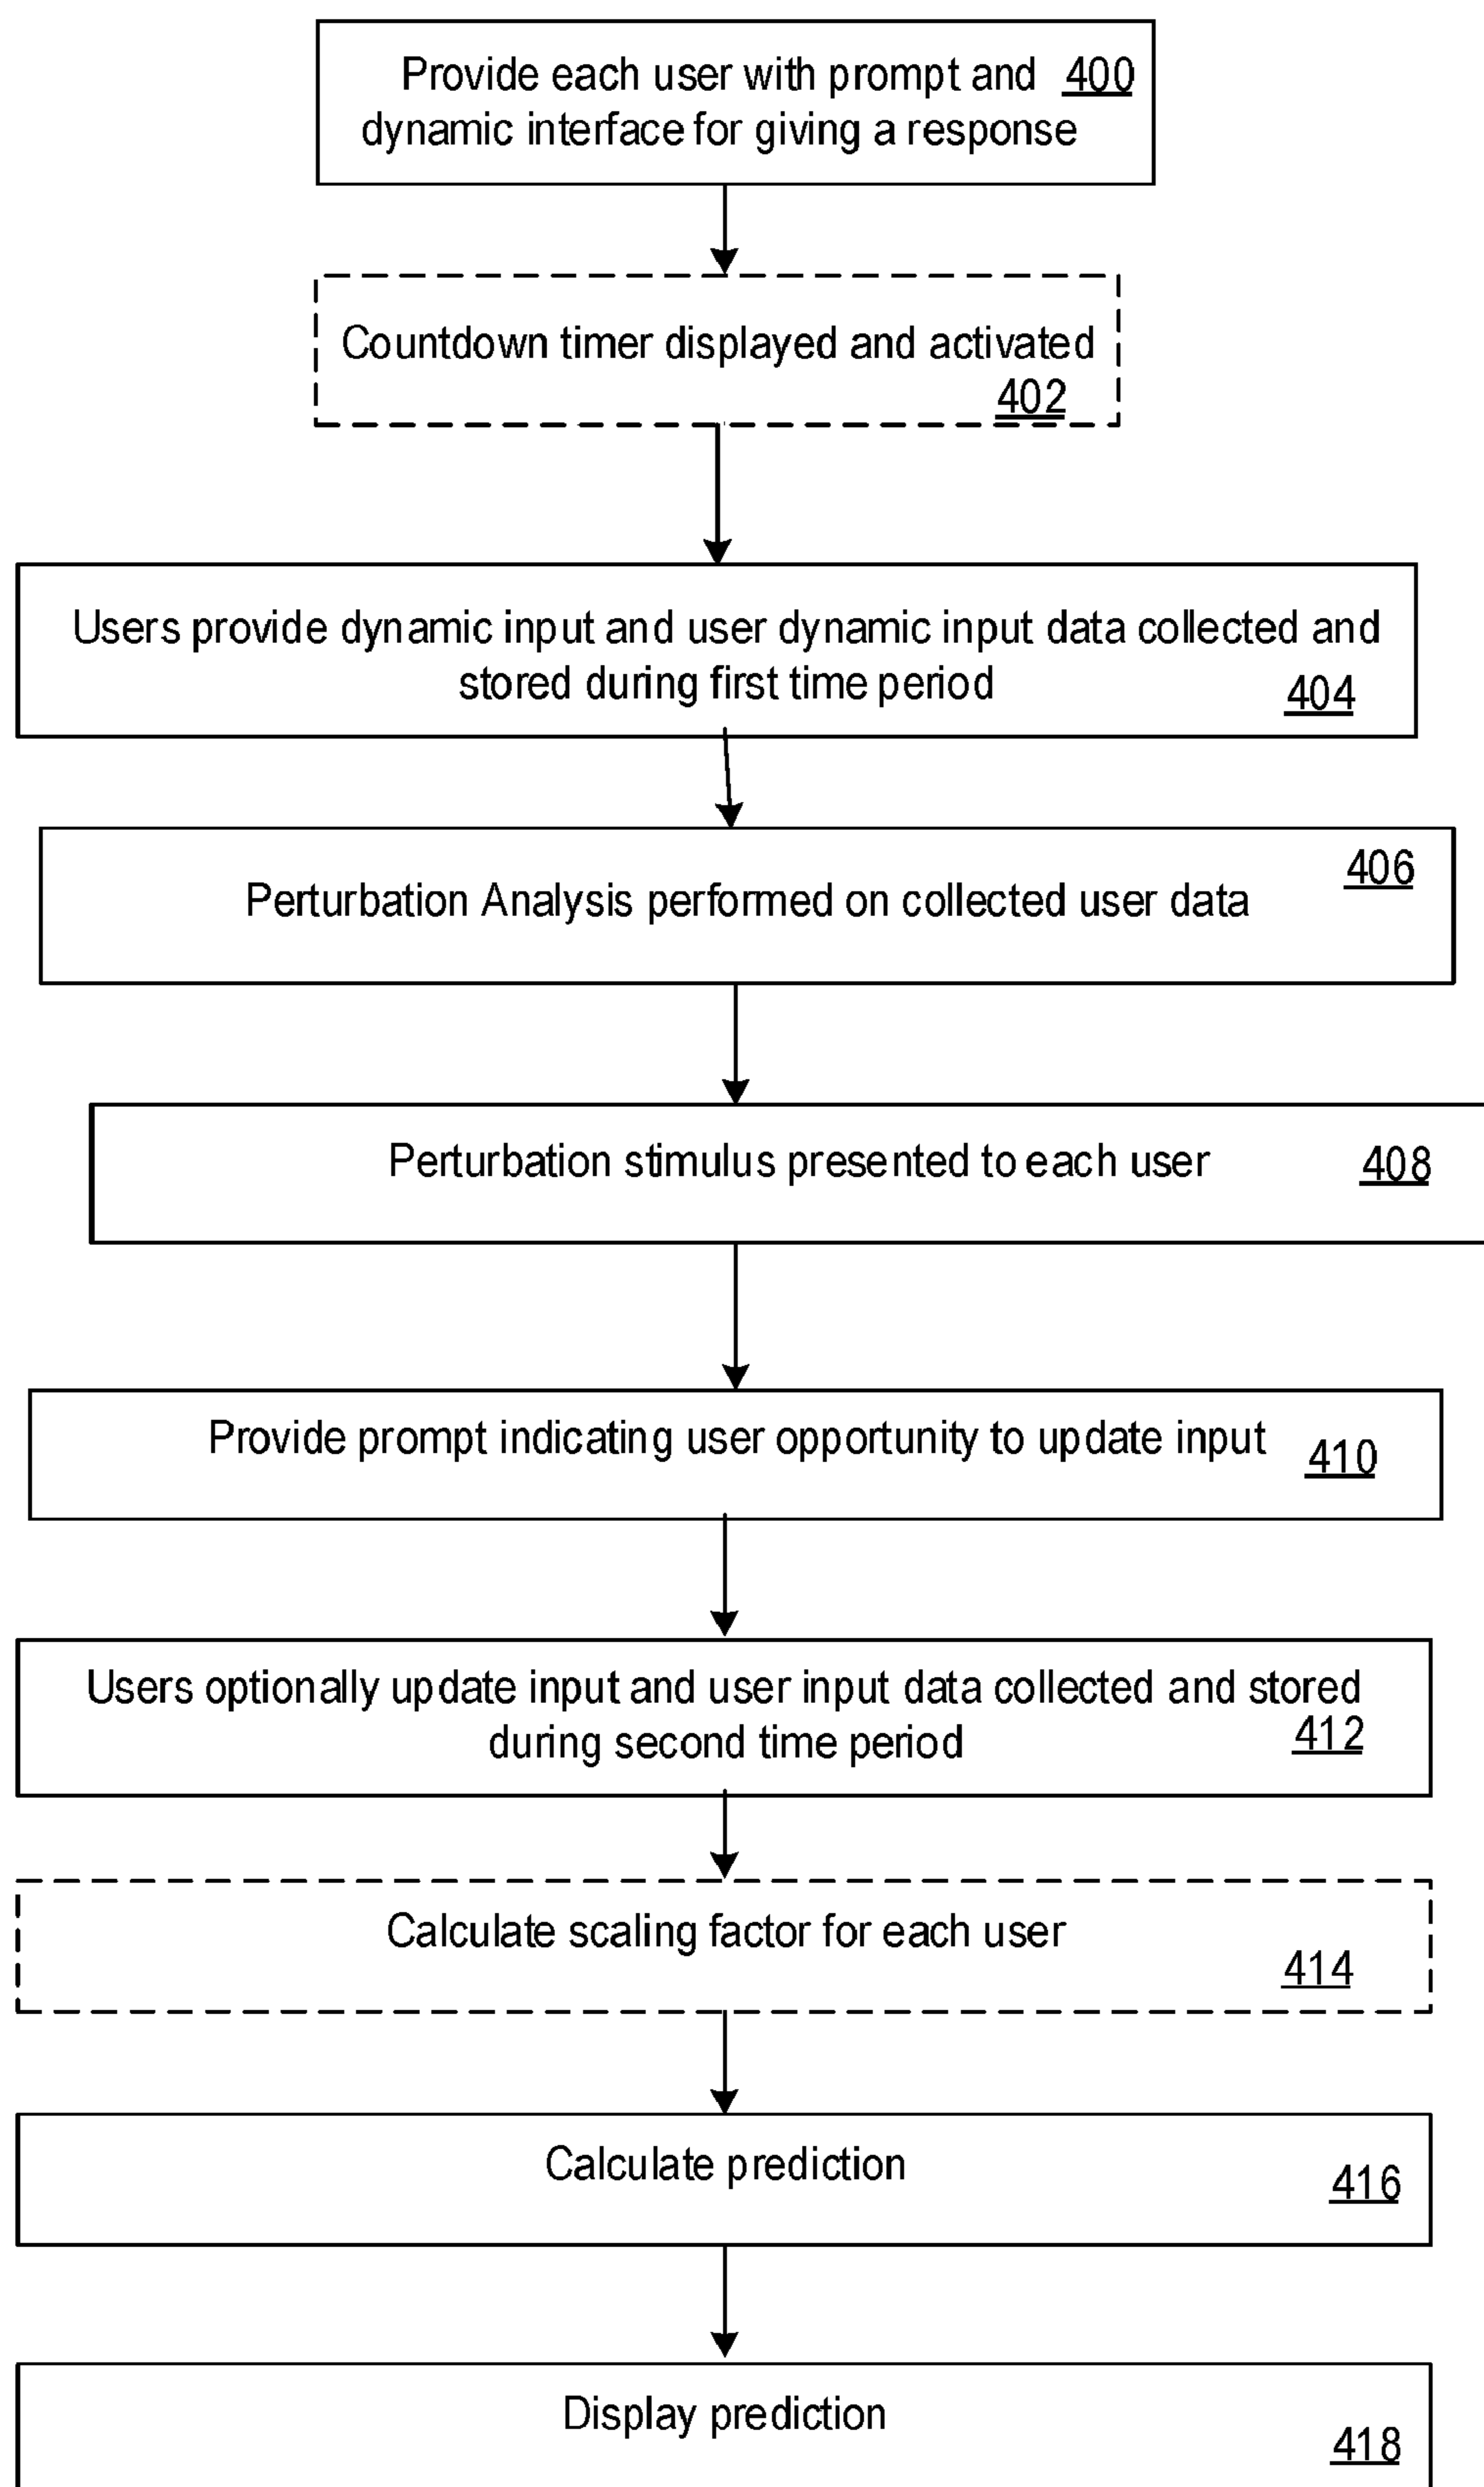 Provide each user with prompt and 400
dynamic interface for giving a response
Countdown timer displayed and activated
402
Users provide dynamic input and user dynamic input data collected and
stored during first time period 404
406
Perturbation Analysis performed on collected user data
Perturbation stimulus presented to each user 408
Provide prompt indicating user opportunity to update input 410
Users optionally update input and user input data collected and stored
during second time period 412
Calculate scaling factor for each user
414
Calculate prediction 416
Display prediction
418